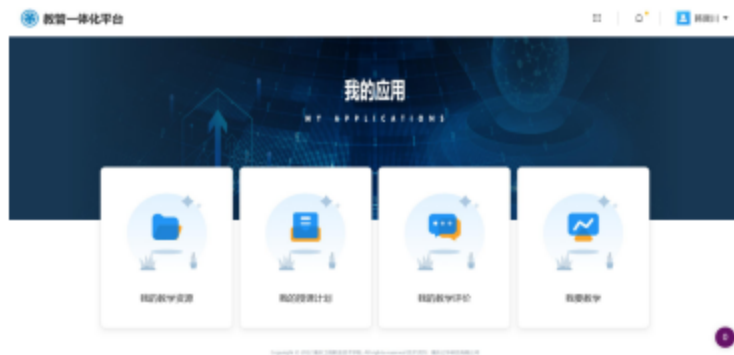 教管一体化平台
我的应用
MY APPLICATIONS
我的教学资源
我的授课计划
我的教学评价
我要教学